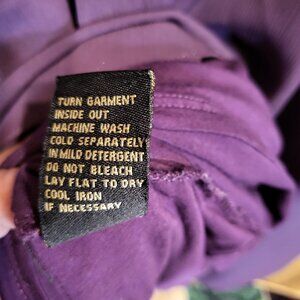 TURN GARMENT
INSIDE OUT
MACHINE WASH
COLD SEPARATELY
IN MILD DETERGENT
DO NOT BLEACH
LAY FLAT TO DRY
COOL IRON
IF NECESSARY